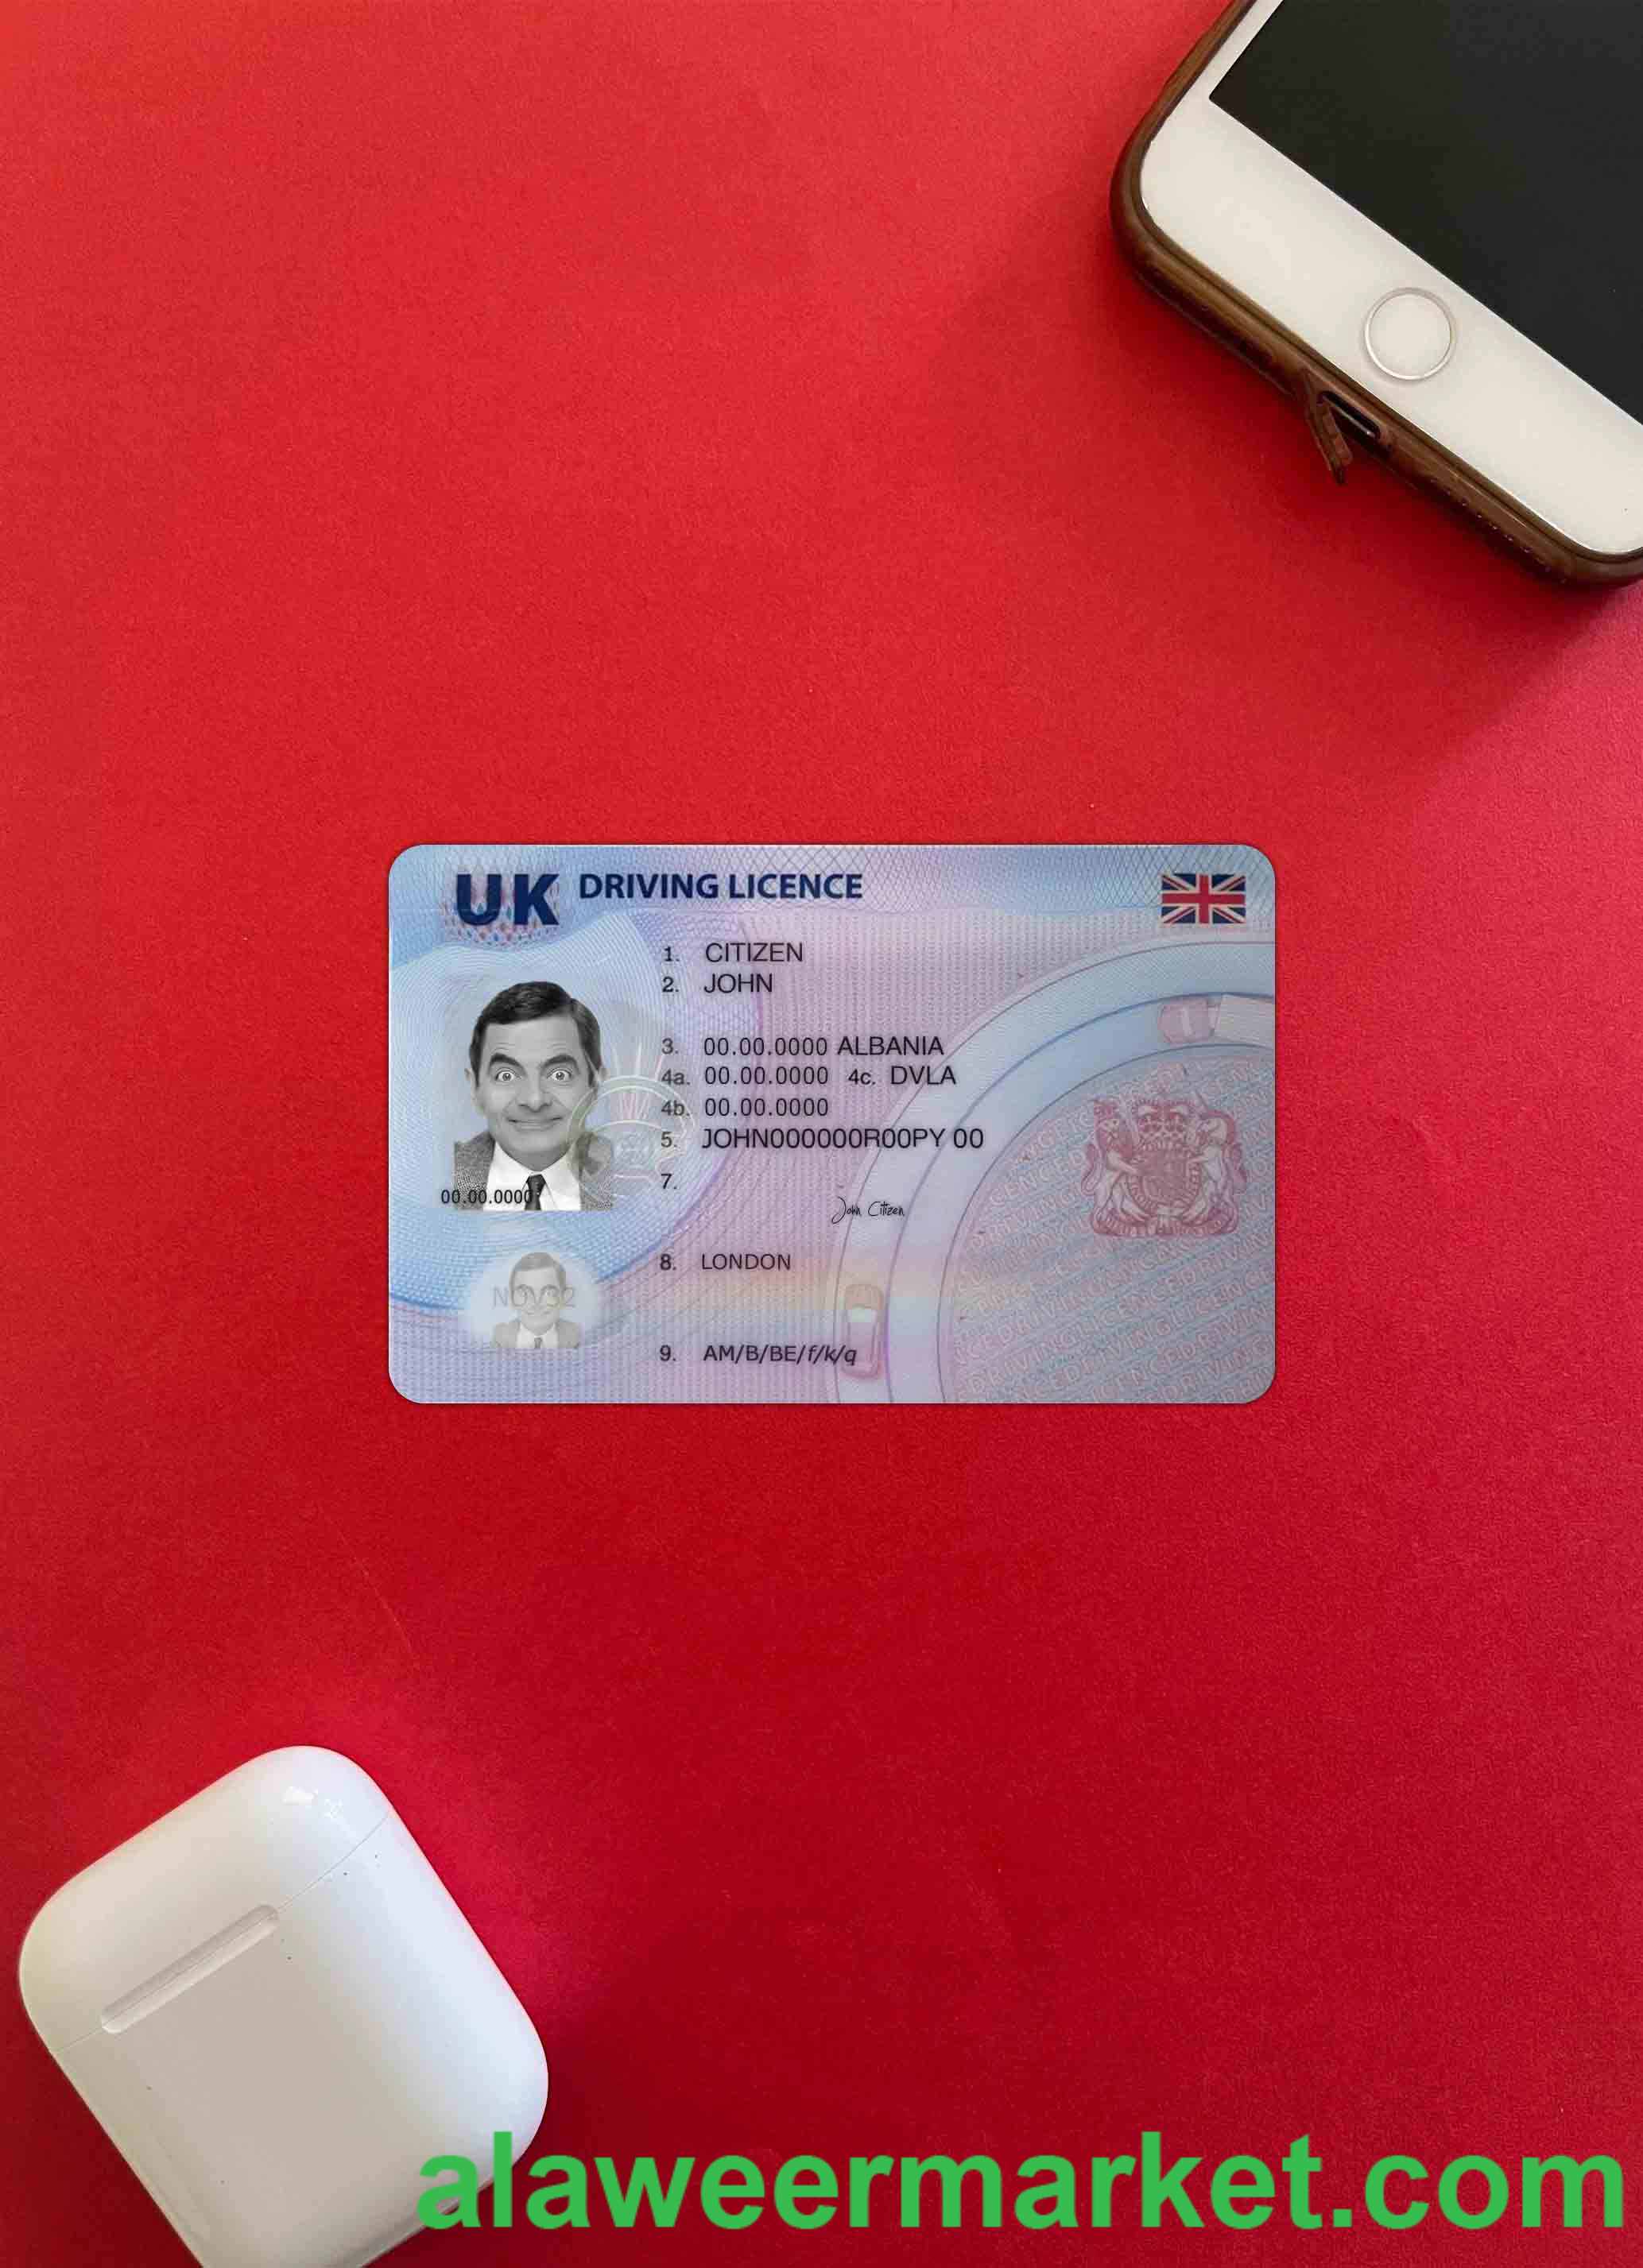 UK DRIVING LICENCE
1. CITIZEN
2. JOHN
3. 00.00.0000 ALBANIA
4a. 00.00.0000 4c. DVLA
4b. 00.00.0000
5. JOHN000000R00PY 00
7.
00.00.0000
John Citizen
8. LONDON
9. AM/B/BE/f/k/q
alaweermarket.com